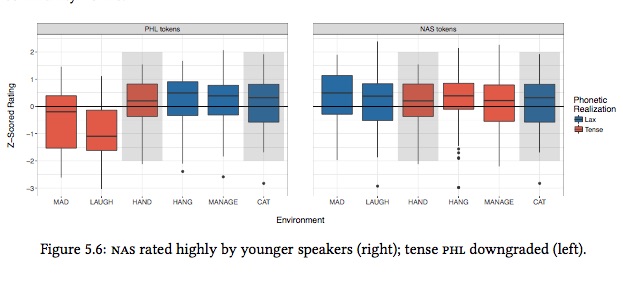 PHL tokens
NAS tokens
Z-Scored Rating
2
1
0
−1
−2
−3
MAD
LAUGH
HAND
HANG
MANAGE
CAT
MAD
LAUGH
HAND
HANG
MANAGE
CAT
Environment
Phonetic
Realization
Lax
Tense
Figure 5.6: NAS rated highly by younger speakers (right); tense PHL downgraded (left).